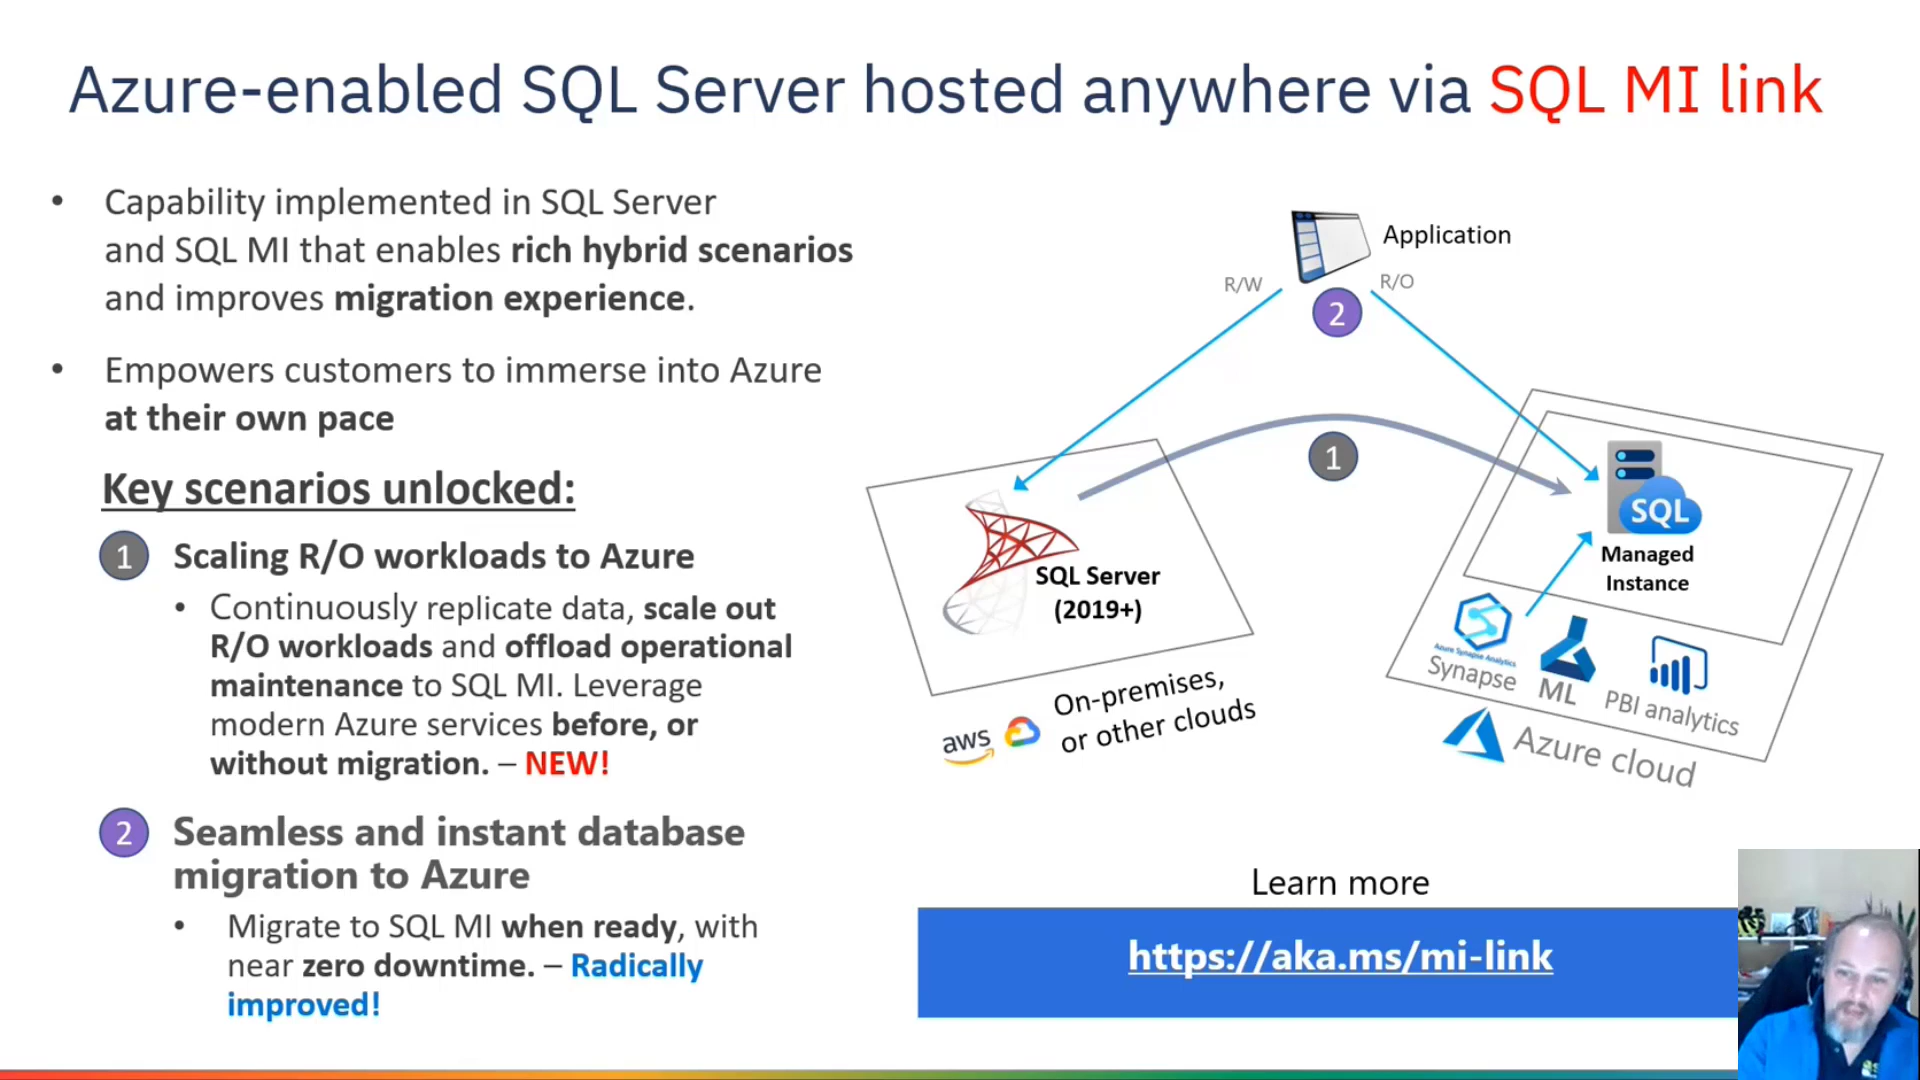 Azure-enabled SQL Server hosted anywhere via SQL MI link
• Capability implemented in SQL Server
and SQL MI that enables rich hybrid scenarios
and improves migration experience.
• Empowers customers to immerse into Azure
at their own pace
Key scenarios unlocked:
1 Scaling R/O workloads to Azure
• Continuously replicate data, scale out
R/O workloads and offload operational
maintenance to SQL MI. Leverage
modern Azure services before, or
without migration. – NEW!
2 Seamless and instant database
migration to Azure
• Migrate to SQL MI when ready, with
near zero downtime. – Radically
improved!
Application
R/W
R/O
2
1
SQL Server
(2019+)
aws
On-premises,
or other clouds
SQL
Managed
Instance
Azure Synapse Analytics
Synapse
ML
PBI analytics
Azure cloud
Learn more
https://aka.ms/mi-link